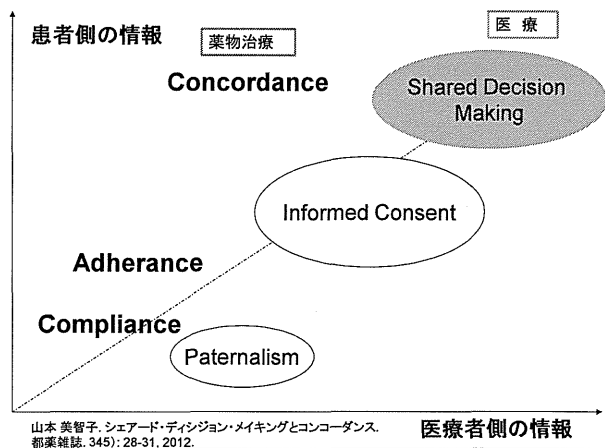 患者側の情報
薬物治療
医 療
Concordance
Shared Decision
Making
Informed Consent
Adherance
Compliance
Paternalism
山本 美智子. シェアード・ディシジョン・メイキングとコンコーダンス.
都薬雑誌. 345): 28-31, 2012.
医療者側の情報